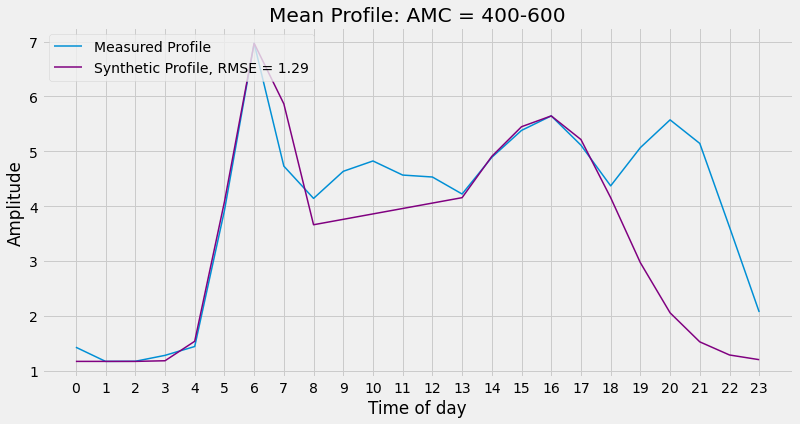 Mean Profile: AMC = 400-600
Measured Profile
Synthetic Profile, RMSE = 1.29
7
6
5
4
3
2
1
Amplitude
0 1 2 3 4 5 6 7 8 9 10 11 12 13 14 15 16 17 18 19 20 21 22 23
Time of day